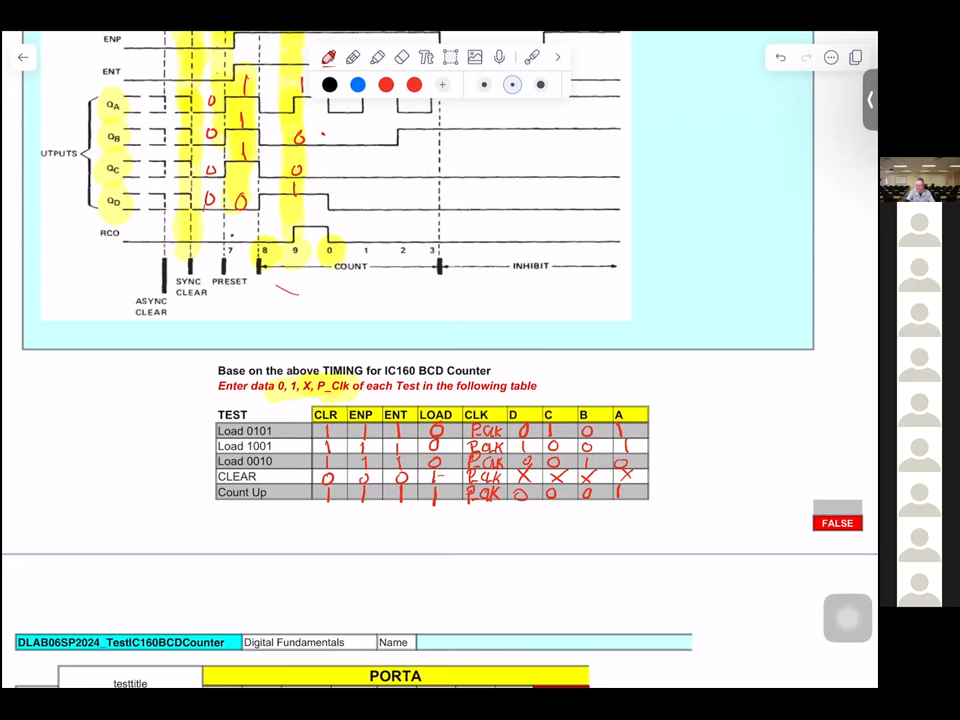 ENP
ENT
QA 0 1 1
QB 0 1 0
QC 0 1 0
QD 0 0 1
UTPUTS
RCO
7 8 9 0 1 2 3
COUNT INHIBIT
SYNC CLEAR PRESET
ASYNC CLEAR
Base on the above TIMING for IC160 BCD Counter
Enter data 0, 1, X, P_Clk of each Test in the following table
TEST CLR ENP ENT LOAD CLK D C B A
Load 0101 1 1 1 0 P_CLK 0 1 0 1
Load 1001 1 1 1 0 P_CLK 1 0 0 1
Load 0010 1 1 1 0 P_CLK 0 0 1 0
CLEAR 0 0 0 1 P_CLK X X X X
Count Up 1 1 1 1 P_CLK 0 0 0 1
FALSE
DLAB06SP2024_TestIC160BCDCounter Digital Fundamentals Name
testtitle PORTA